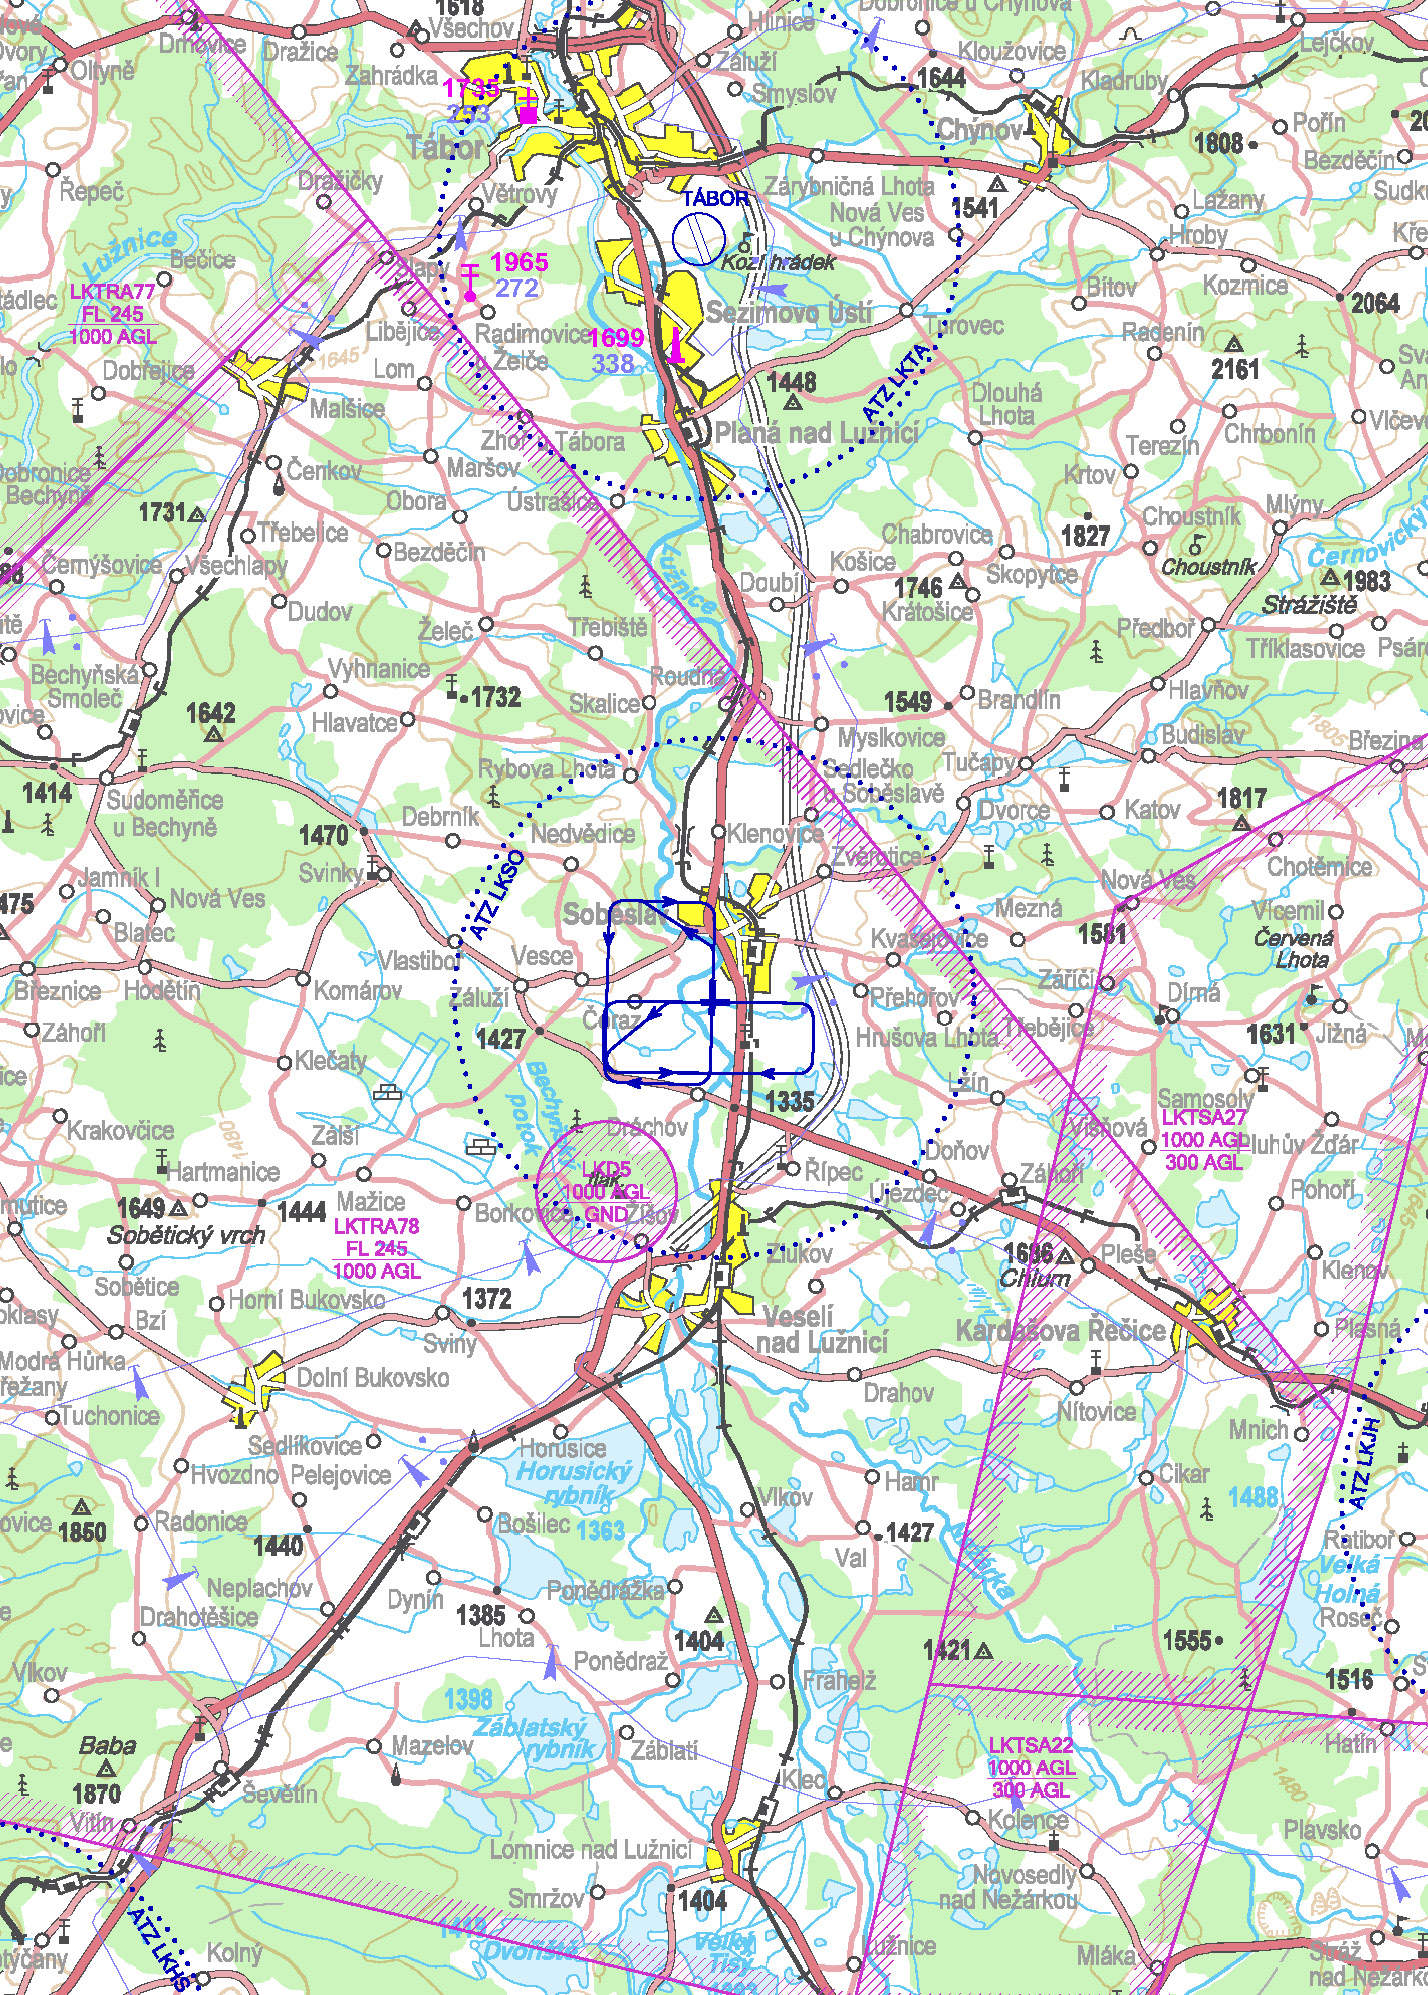 1618
Všechov
Hlinice
Dobronice u Chýnova
Drhovice
Dražice
Zahrádka
Záluží
Kloužovice
Lejčkov
Oltyně
1735
Smyslov
1644
Kladruby
Tábor
Chýnov
1808
Pořín
Bezděčín
Řepeč
Dražičky
Větrovy
TÁBOR
Zárybničná Lhota
Nová Ves
u Chýnova
1541
Lažany
Lužnice
Bečice
Slapy
1965
272
Kozí hrádek
Hroby
Kozmice
LKTRA77
FL 245
1000 AGL
Bítov
2064
Libějice
Radimovice
u Želče
1699
338
Sezimovo Ústí
Turovec
Radenín
1645
Dobřejice
Lom
1448
ATZ LKTA
2161
Malšice
Dlouhá
Lhota
Zhoř u Tábora
Planá nad Lužnicí
Terezín
Chrbonín
Dobronice
Bechyně
Čenkov
Maršov
Krtov
1731
Obora
Ústrašice
Mlýny
Třebelice
Bezděčín
Chabrovice
1827
Choustník
Choustník
Černovický
Černýšovice
Všechlapy
Lužnice
Doubí
Košice
1746
Skopytce
Krátošice
1983
Strážiště
Dudov
Želeč
Třebiště
Předboř
Tříklasovice
Bechyňská
Smoleč
Vyhnanice
Roudná
1732
Skalice
1549
Brandlín
Hlavňov
1642
Hlavatce
Myslkovice
1805
Budislav
Březina
1414
Rybova Lhota
Sedlečko
u Soběslavě
Tučapy
Sudoměřice
u Bechyně
Debrník
1470
Nedvědice
Klenovice
Dvorce
Katov
1817
Svinky
Zvěrotice
Chotěmice
Jamník I
Nová Ves
ATZ LKSO
Nová Ves
Blatec
Soběslav
Mezná
1581
Vícemil
Červená
Lhota
Vlastiboř
Vesce
Kvasejovice
Březnice
Hodětín
Komárov
Záluží
Přehořov
Záříčí
Dírná
Záhoří
1427
Čeraz
Hrušova Lhota
Třebějice
1631
Jižná
Klečaty
Bechyňský
potok
Lžín
Samosoly
1335
LKTSA27
1000 AGL
300 AGL
Krakovčice
Zálší
1480
Dráchov
Višňová
Pluhův Žďár
Hartmanice
Doňov
Mažice
LKD5
flak
1000 AGL
GND
Řípec
Záhoří
1649
Sobětický vrch
1444
LKTRA78
FL 245
1000 AGL
Borkovice
Žíšov
Újezdec
Pohoří
Sobětice
Zlukov
1686
Chlum
Pleše
Klenov
Horní Bukovsko
1372
Bzí
Sviny
Veselí
nad Lužnicí
Kardašova Řečice
Plasná
Modrá Hůrka
Dolní Bukovsko
Drahov
Nítovice
Tuchonice
Mnich
Sedlíkovice
Horusice
Hvozdno
Pelejovice
Horusický
rybník
1363
Hamr
Cikar
ATZ LKJH
1488
1850
Radonice
Bošilec
Vlkov
1440
1427
Val
Ratiboř
Velká
Holná
Neplachov
Dynín
Ponědrážka
Nežárka
Drahotěšice
1385
Lhota
1404
Roseč
1421
1555
Vlkov
Ponědraž
Frahelž
1516
1398
Záblatský
rybník
Baba
Mazelov
Záblatí
LKTSA22
1000 AGL
300 AGL
Hatín
1870
Ševětín
Klec
1480
Vitín
Kolence
Lomnice nad Lužnicí
Plavsko
Smržov
1404
Novosedly
nad Nežárkou
ATZ LKHS
Kolný
Dvořiště
Velký
Tisý
Lužnice
Mláka
Stráž
nad Nežárkou